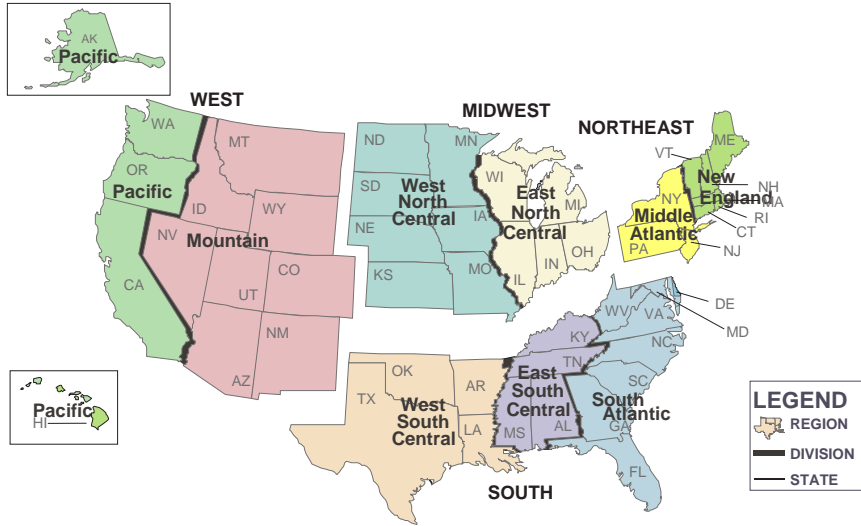 AK
Pacific
WEST
MIDWEST
NORTHEAST
WA
MT
ND
MN
VT
ME
OR
ID
WY
SD
WI
MI
NY
New
England
NH
MA
RI
CT
NJ
Pacific
West
North
Central
East
North
Central
Middle
Atlantic
PA
NV
Mountain
NE
IA
CA
UT
CO
KS
MO
IL
IN
OH
DE
MD
WV
VA
AZ
NM
OK
AR
KY
TN
NC
SC
TX
West
South
Central
LA
East
South
Central
MS
AL
South
Atlantic
GA
FL
SOUTH
Pacific
HI
LEGEND
REGION
DIVISION
STATE